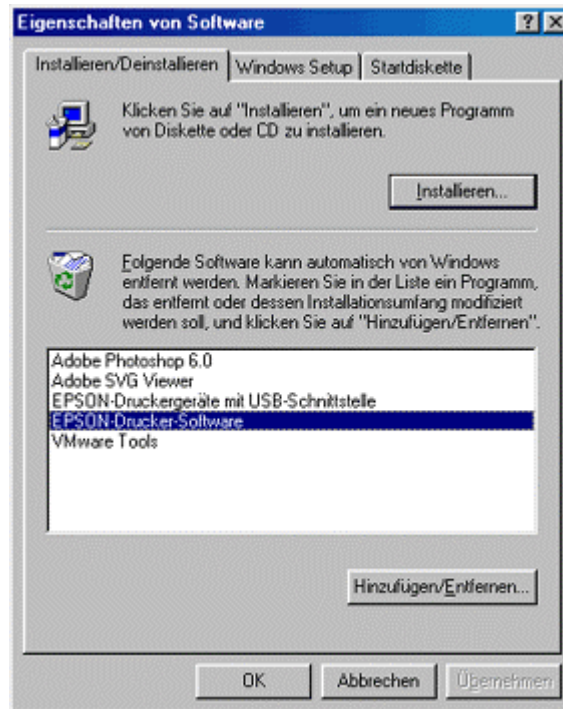 Eigenschaften von Software
Installieren/Deinstallieren Windows Setup Startdiskette
Klicken Sie auf "Installieren", um ein neues Programm
von Diskette oder CD zu installieren.
Installieren...
Folgende Software kann automatisch von Windows
entfernt werden. Markieren Sie in der Liste ein Programm,
das entfernt oder dessen Installationsumfang modifiziert
werden soll, und klicken Sie auf "Hinzufügen/Entfernen".
Adobe Photoshop 6.0
Adobe SVG Viewer
EPSON-Druckergeräte mit USB-Schnittstelle
EPSON-Drucker-Software
VMware Tools
Hinzufügen/Entfernen...
OK Abbrechen Übernehmen